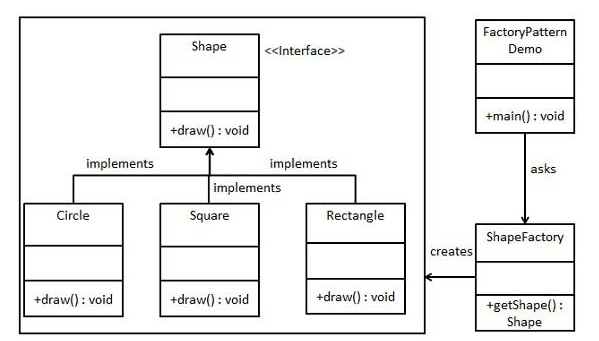 Shape
<<Interface>>
+draw() : void
FactoryPattern
Demo
+main() : void
implements
implements
implements
asks
Circle
Square
Rectangle
ShapeFactory
creates
+draw() : void
+draw() : void
+draw() : void
+getShape() :
Shape